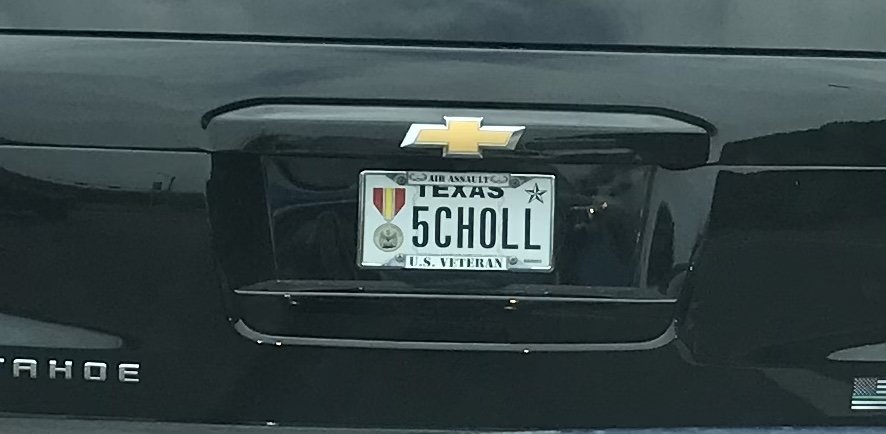 AIR ASSAULT
TEXAS
5CHOLL
U.S. VETERAN
TAHOE